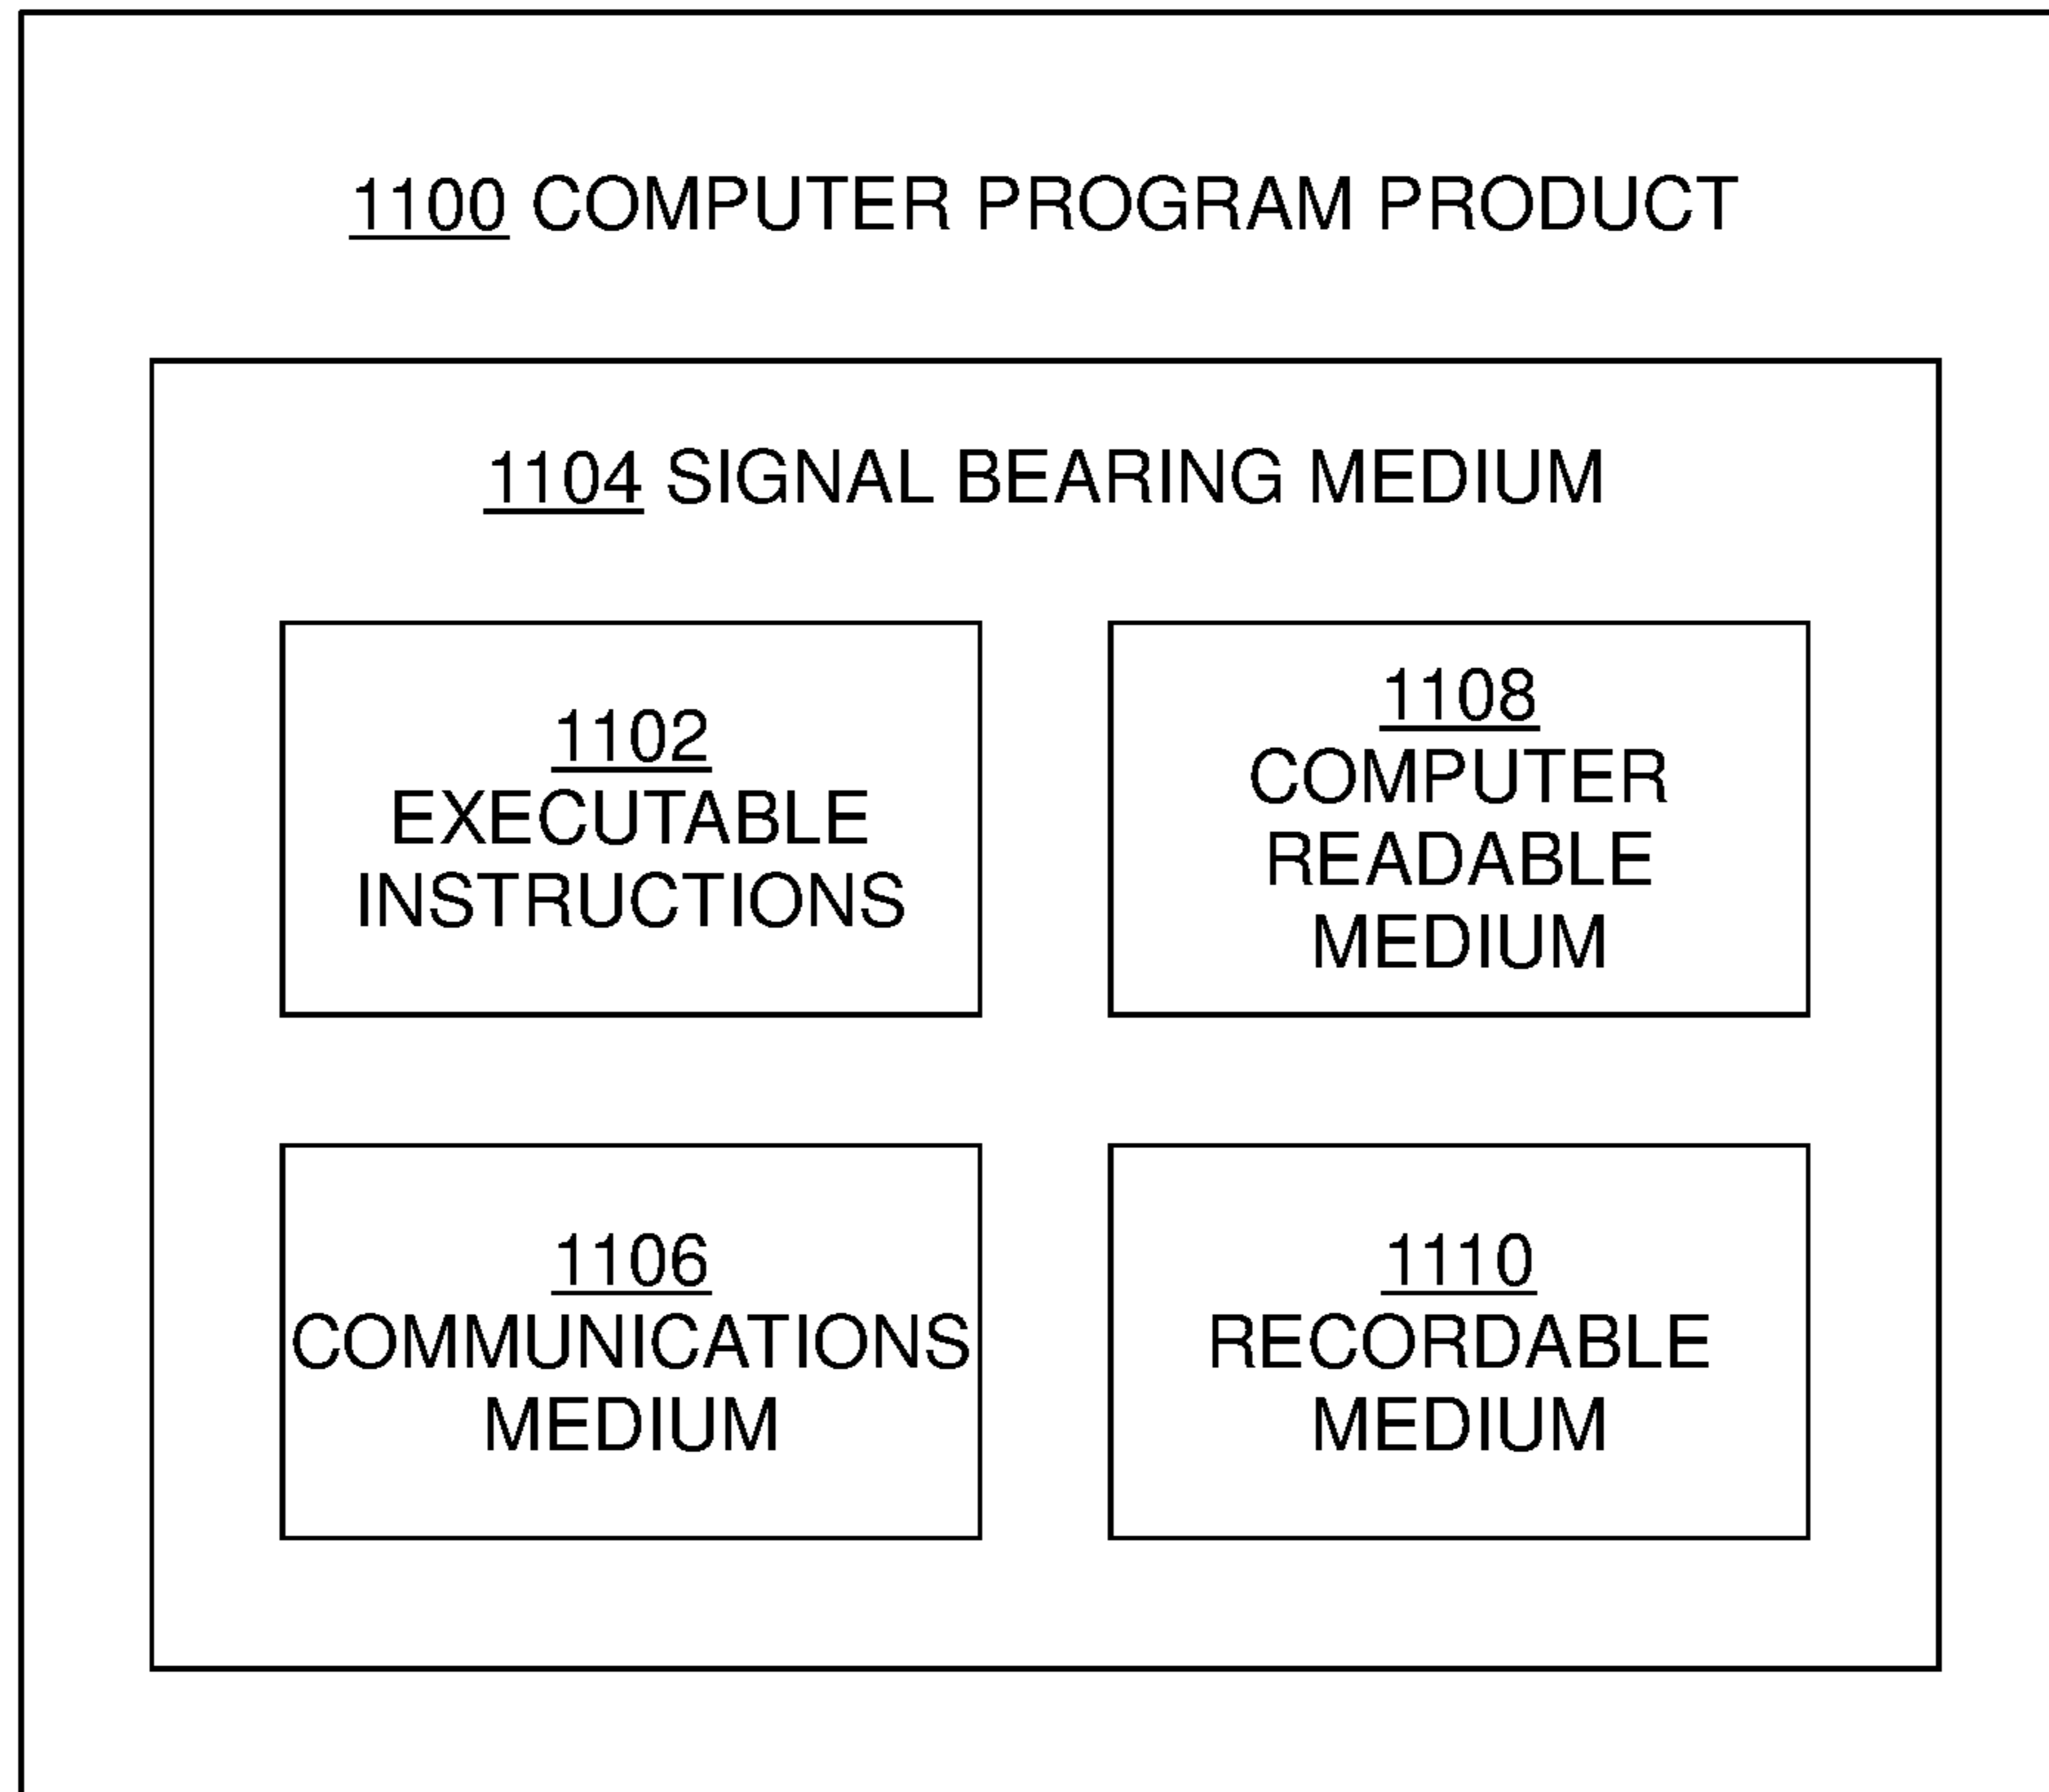 1100 COMPUTER PROGRAM PRODUCT
1104 SIGNAL BEARING MEDIUM
1102
EXECUTABLE
INSTRUCTIONS
1108
COMPUTER
READABLE
MEDIUM
1106
COMMUNICATIONS
MEDIUM
1110
RECORDABLE
MEDIUM